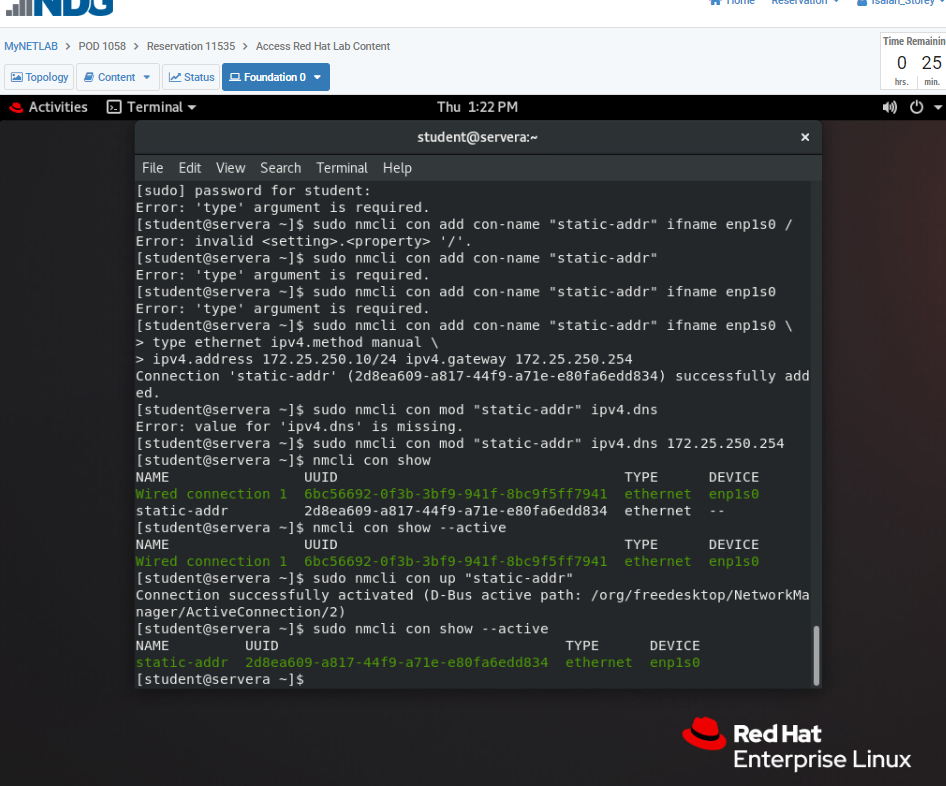 NDG
Home Reservation Isaiah_Storey
MyNETLAB > POD 1058 > Reservation 11535 > Access Red Hat Lab Content
Time Remainin
0 25
hrs. min.
Topology Content Status Foundation 0
Activities Terminal Thu 1:22 PM
student@servera:~ ×
File Edit View Search Terminal Help
[sudo] password for student:
Error: 'type' argument is required.
[student@servera ~]$ sudo nmcli con add con-name "static-addr" ifname enp1s0 /
Error: invalid <setting>.<property> '/'.
[student@servera ~]$ sudo nmcli con add con-name "static-addr"
Error: 'type' argument is required.
[student@servera ~]$ sudo nmcli con add con-name "static-addr" ifname enp1s0
Error: 'type' argument is required.
[student@servera ~]$ sudo nmcli con add con-name "static-addr" ifname enp1s0 \
> type ethernet ipv4.method manual \
> ipv4.address 172.25.250.10/24 ipv4.gateway 172.25.250.254
Connection 'static-addr' (2d8ea609-a817-44f9-a71e-e80fa6edd834) successfully add
ed.
[student@servera ~]$ sudo nmcli con mod "static-addr" ipv4.dns
Error: value for 'ipv4.dns' is missing.
[student@servera ~]$ sudo nmcli con mod "static-addr" ipv4.dns 172.25.250.254
[student@servera ~]$ nmcli con show
NAME UUID TYPE DEVICE
Wired connection 1 6bc56692-0f3b-3bf9-941f-8bc9f5ff7941 ethernet enp1s0
static-addr 2d8ea609-a817-44f9-a71e-e80fa6edd834 ethernet --
[student@servera ~]$ nmcli con show --active
NAME UUID TYPE DEVICE
Wired connection 1 6bc56692-0f3b-3bf9-941f-8bc9f5ff7941 ethernet enp1s0
[student@servera ~]$ sudo nmcli con up "static-addr"
Connection successfully activated (D-Bus active path: /org/freedesktop/NetworkMa
nager/ActiveConnection/2)
[student@servera ~]$ sudo nmcli con show --active
NAME UUID TYPE DEVICE
static-addr 2d8ea609-a817-44f9-a71e-e80fa6edd834 ethernet enp1s0
[student@servera ~]$
Red Hat
Enterprise Linux